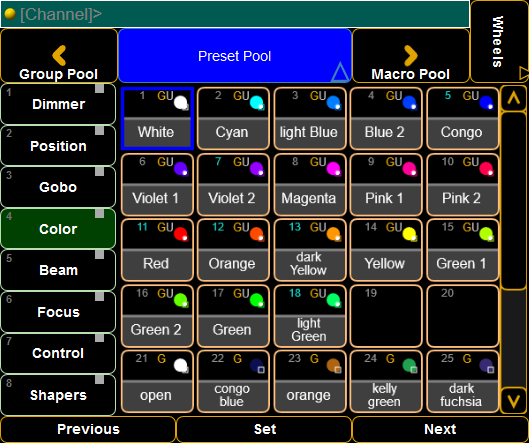 [Channel]>
Wheels
Group Pool
Preset Pool
Macro Pool
1
Dimmer
2
Position
3
Gobo
4
Color
5
Beam
6
Focus
7
Control
8
Shapers
1 GU
White
2 GU
Cyan
3 GU
light Blue
4 GU
Blue 2
5 GU
Congo
6 GU
Violet 1
7 GU
Violet 2
8 GU
Magenta
9 GU
Pink 1
10 GU
Pink 2
11 GU
Red
12 GU
Orange
13 GU
dark
Yellow
14 GU
Yellow
15 GU
Green 1
16 GU
Green 2
17 GU
Green
18 GU
light
Green
19
20
21 G
open
22 G
congo
blue
23 G
orange
24 G
kelly
green
25 G
dark
fuchsia
Previous
Set
Next